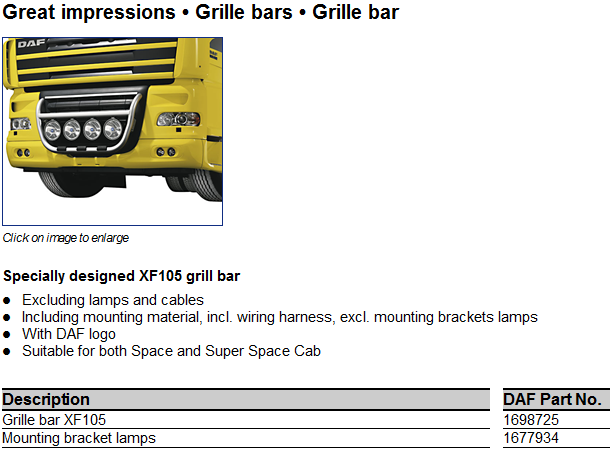 Great impressions • Grille bars • Grille bar
DAF
Click on image to enlarge
Specially designed XF105 grill bar
● Excluding lamps and cables
● Including mounting material, incl. wiring harness, excl. mounting brackets lamps
● With DAF logo
● Suitable for both Space and Super Space Cab
Description DAF Part No.
Grille bar XF105 1698725
Mounting bracket lamps 1677934